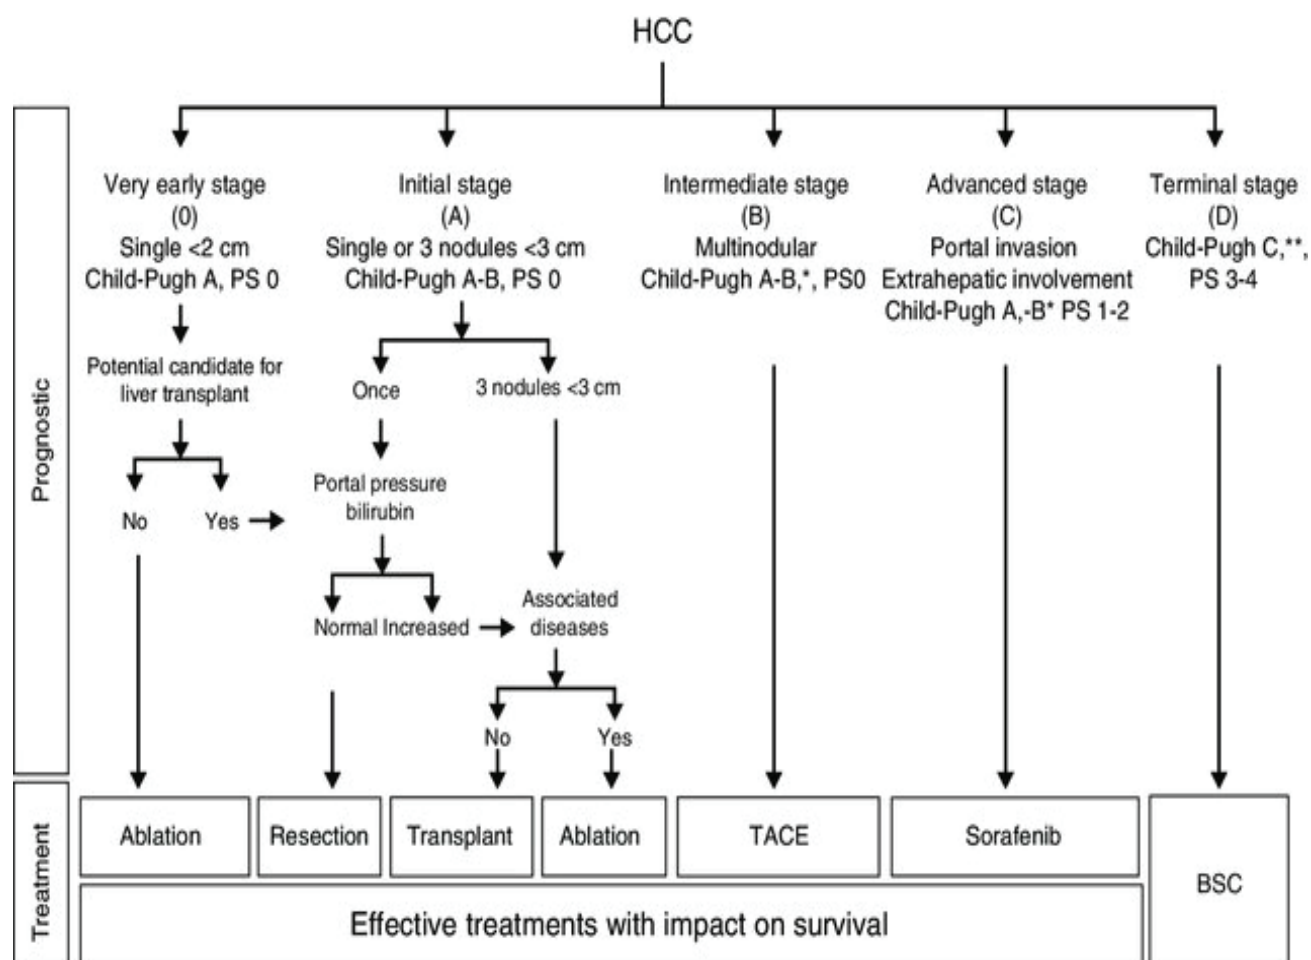 HCC
Prognostic
Very early stage
(0)
Single <2 cm
Child-Pugh A, PS 0
Initial stage
(A)
Single or 3 nodules <3 cm
Child-Pugh A-B, PS 0
Intermediate stage
(B)
Multinodular
Child-Pugh A-B,*, PS0
Advanced stage
(C)
Portal invasion
Extrahepatic involvement
Child-Pugh A,-B* PS 1-2
Terminal stage
(D)
Child-Pugh C,**,
PS 3-4
Potential candidate for
liver transplant
No
Yes
Once
3 nodules <3 cm
Portal pressure
bilirubin
Normal Increased
Associated
diseases
No
Yes
Treatment
Ablation
Resection
Transplant
Ablation
TACE
Sorafenib
BSC
Effective treatments with impact on survival